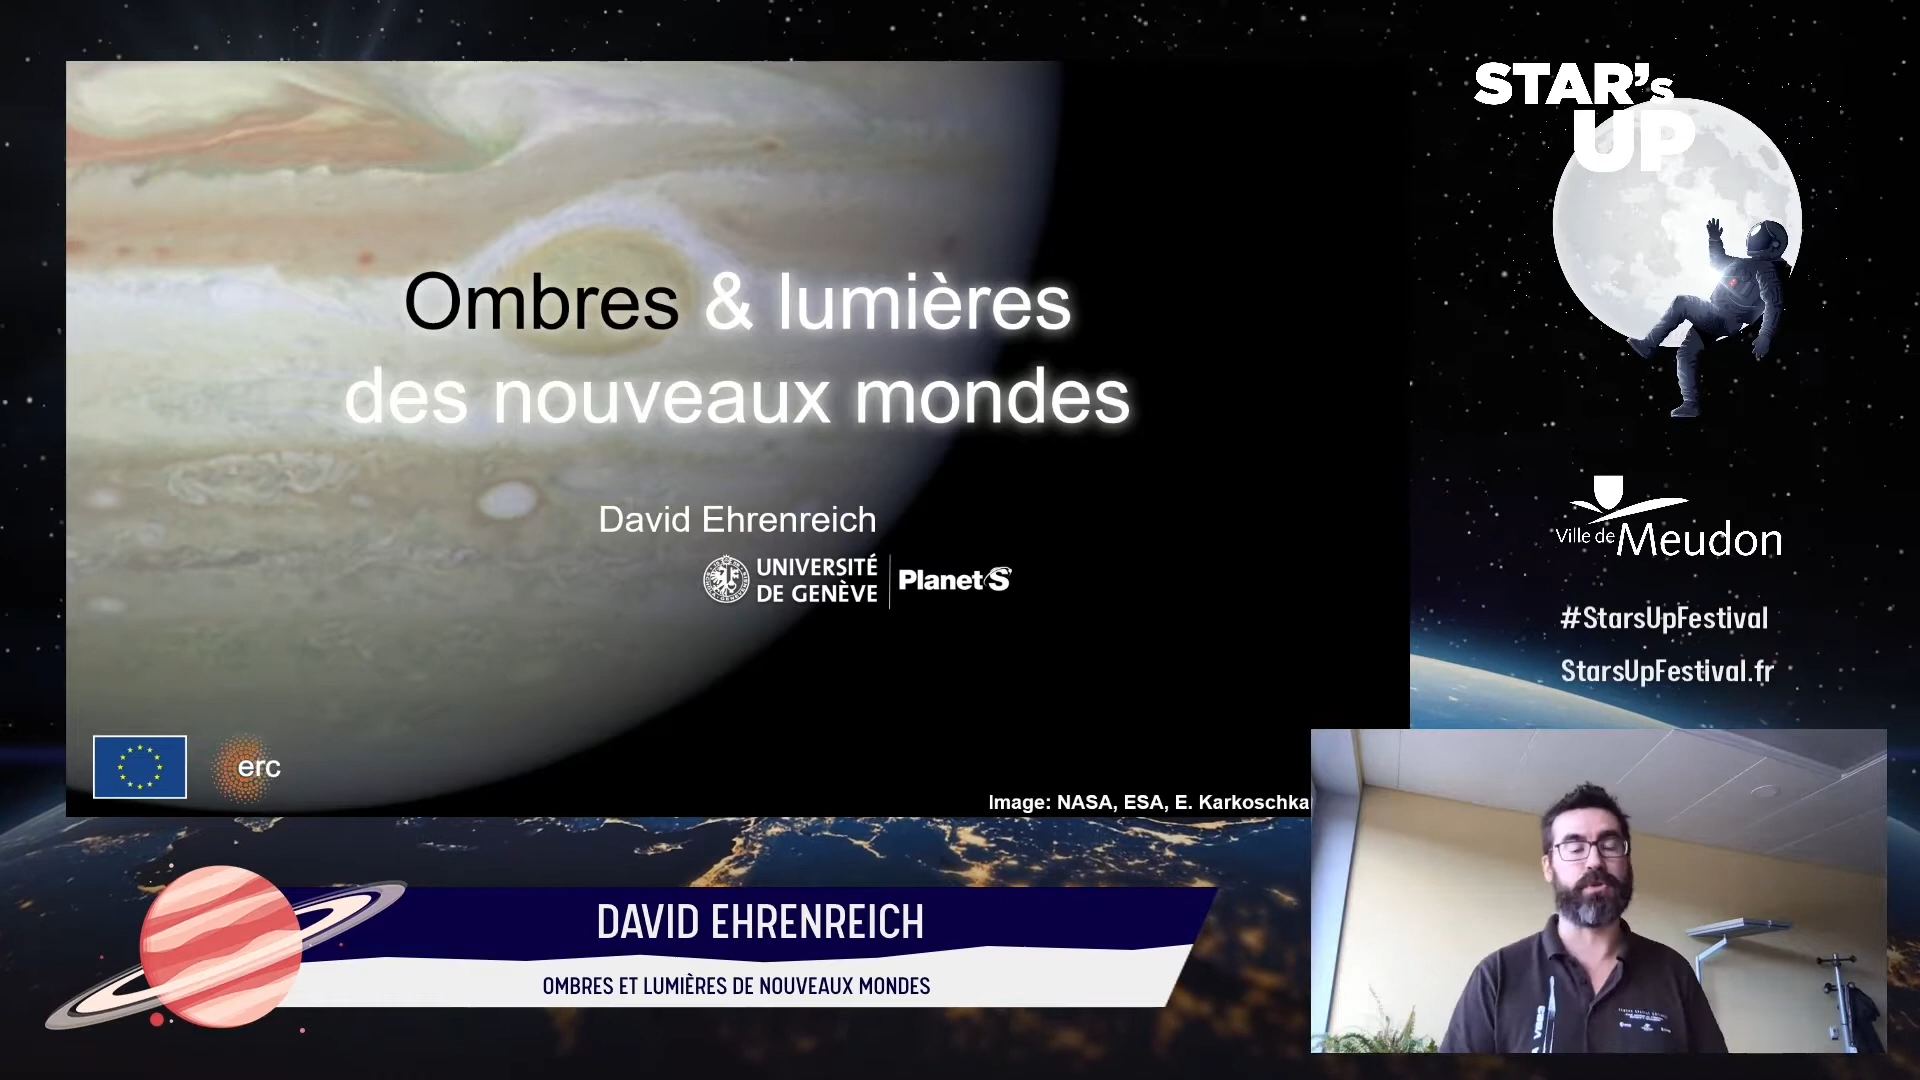 Ombres & lumières
des nouveaux mondes
David Ehrenreich
UNIVERSITÉ
DE GENÈVE
PlanetS
erc
Image: NASA, ESA, E. Karkoschka
STAR's
UP
Ville de Meudon
#StarsUpFestival
StarsUpFestival.fr
DAVID EHRENREICH
OMBRES ET LUMIÈRES DE NOUVEAUX MONDES